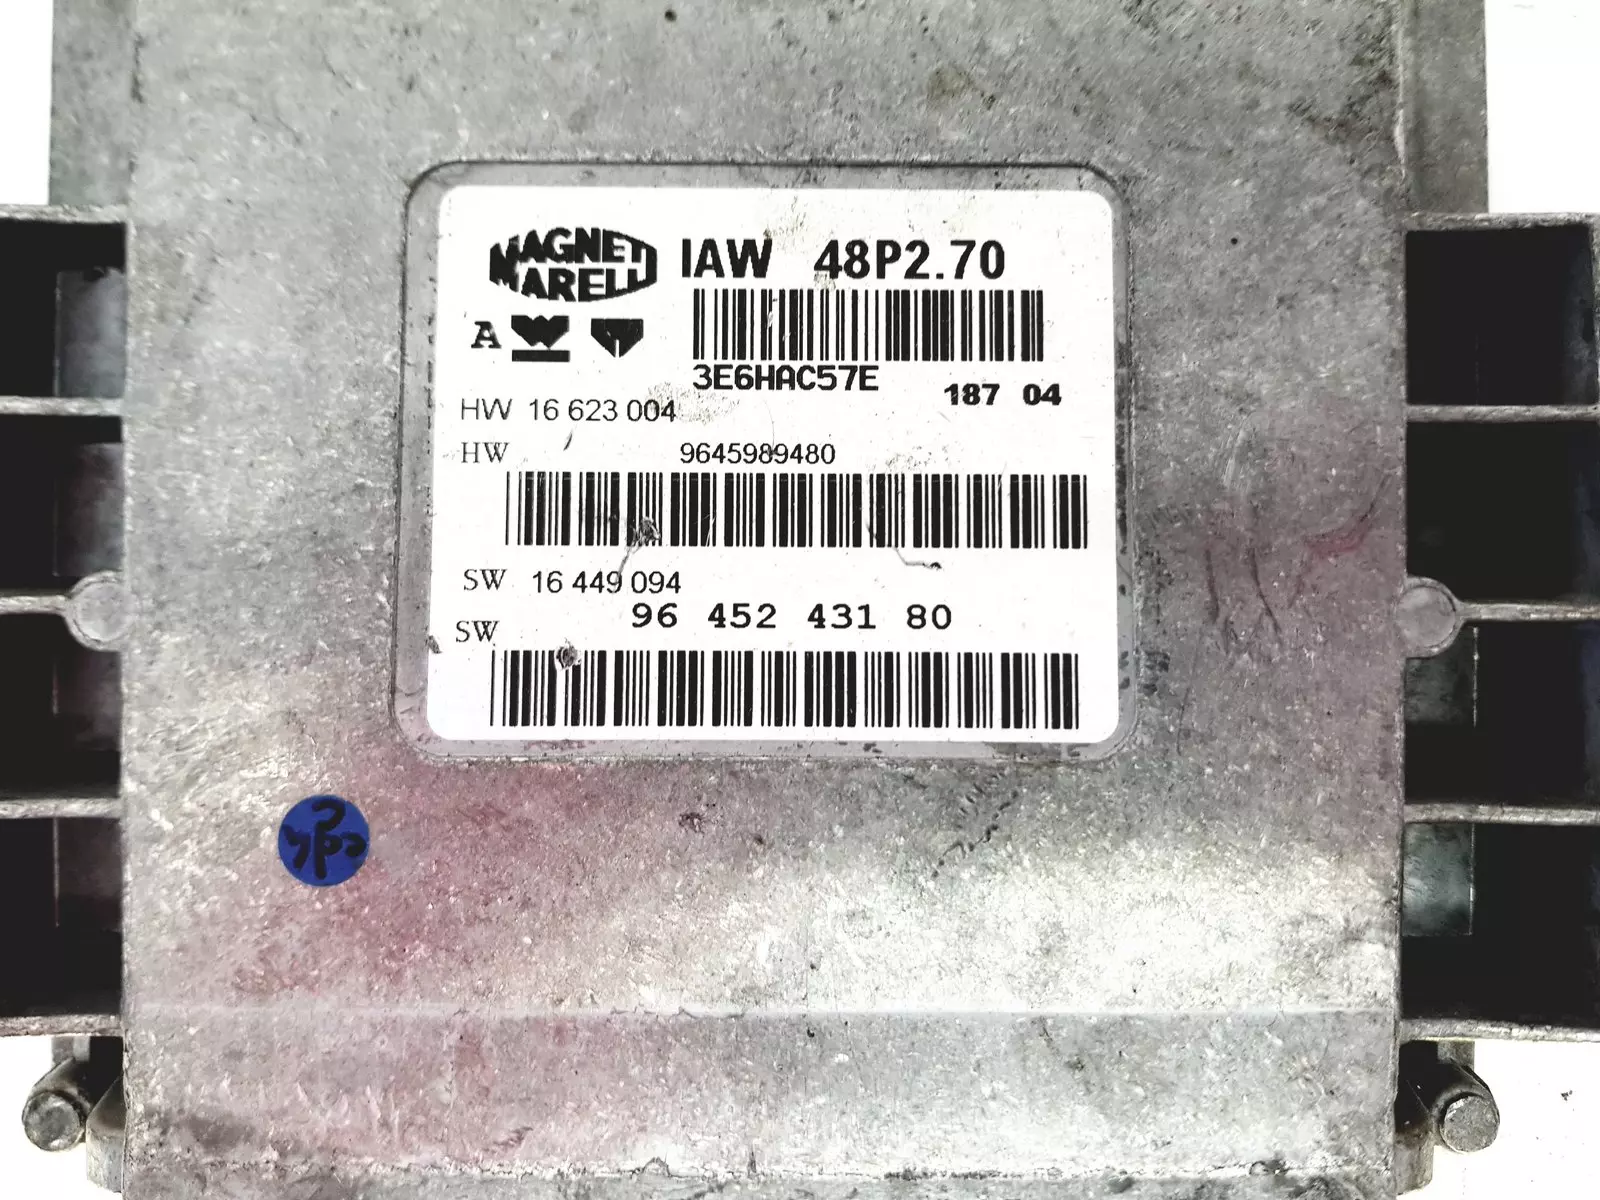 MAGNETI
MARELLI
IAW 48P2.70
A
3E6HAC57E
187 04
HW 16 623 004
HW 9645989480
SW 16 449 094
SW 96 452 431 80